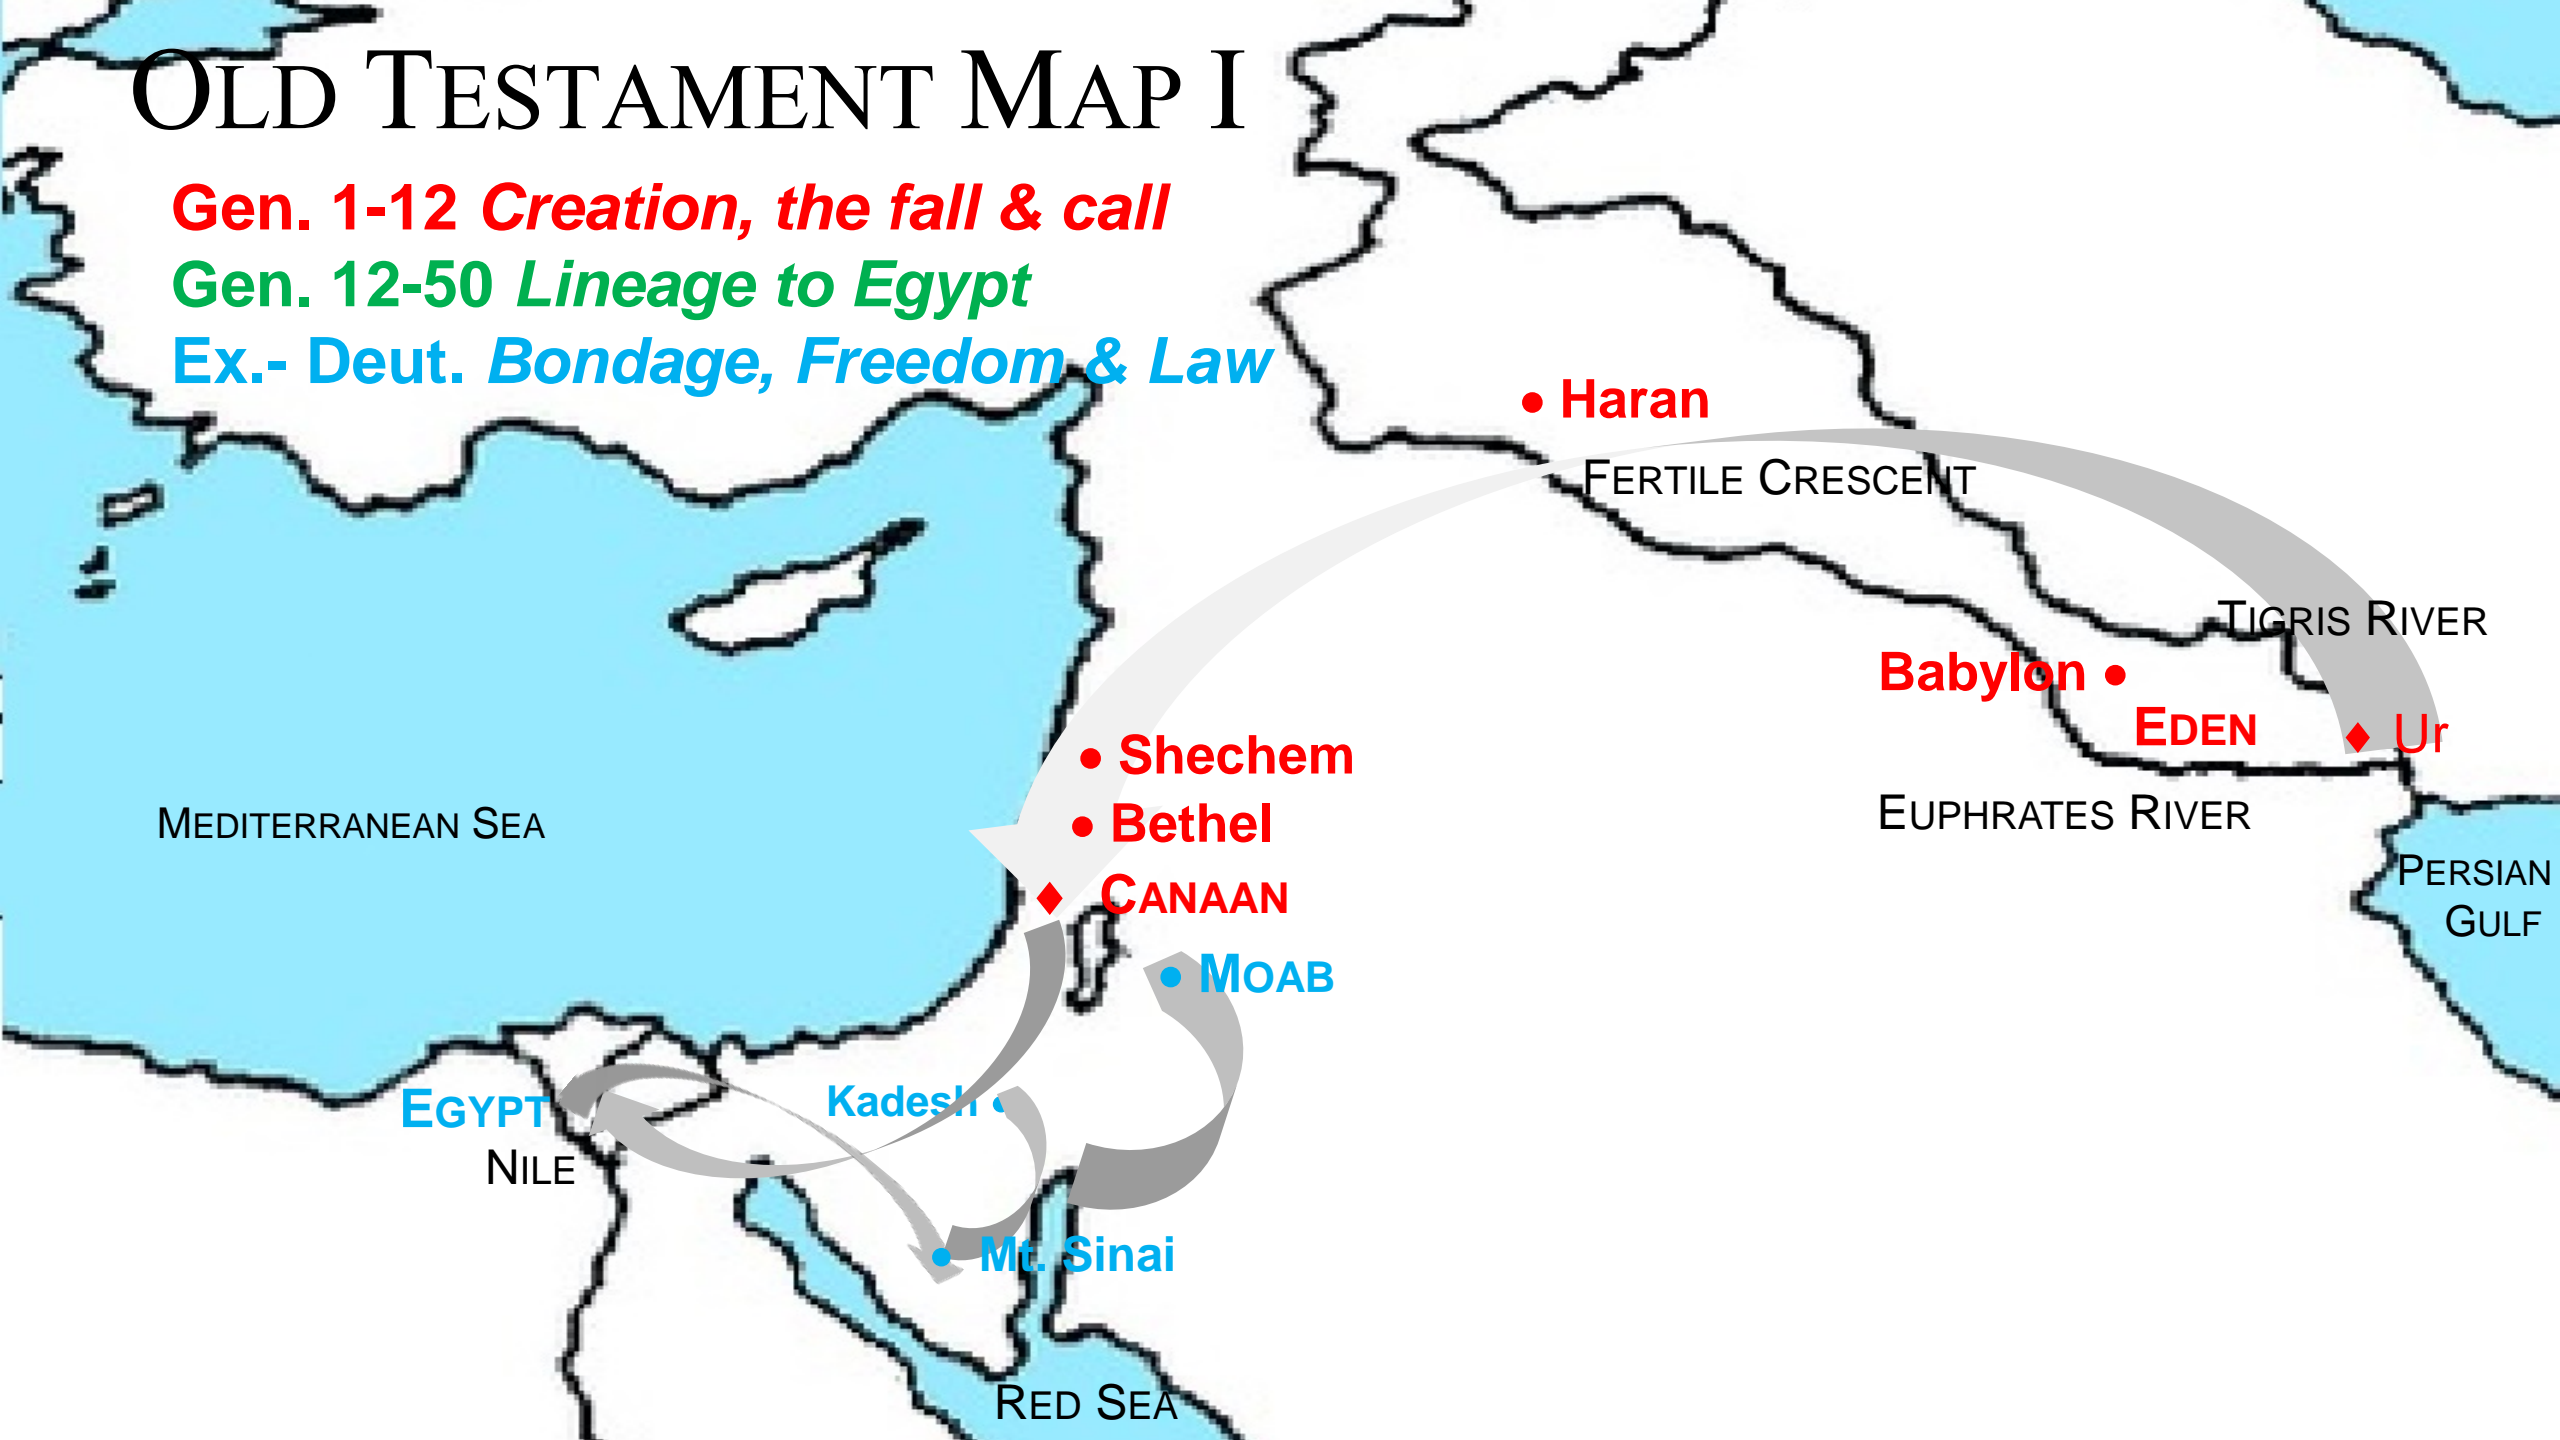 OLD TESTAMENT MAP I
Gen. 1-12 Creation, the fall & call
Gen. 12-50 Lineage to Egypt
Ex.- Deut. Bondage, Freedom & Law
• Haran
FERTILE CRESCENT
TIGRIS RIVER
Babylon •
EDEN
♦ Ur
• Shechem
MEDITERRANEAN SEA
• Bethel
EUPHRATES RIVER
PERSIAN
GULF
♦ CANAAN
• MOAB
EGYPT
Kadesh •
NILE
• Mt. Sinai
RED SEA